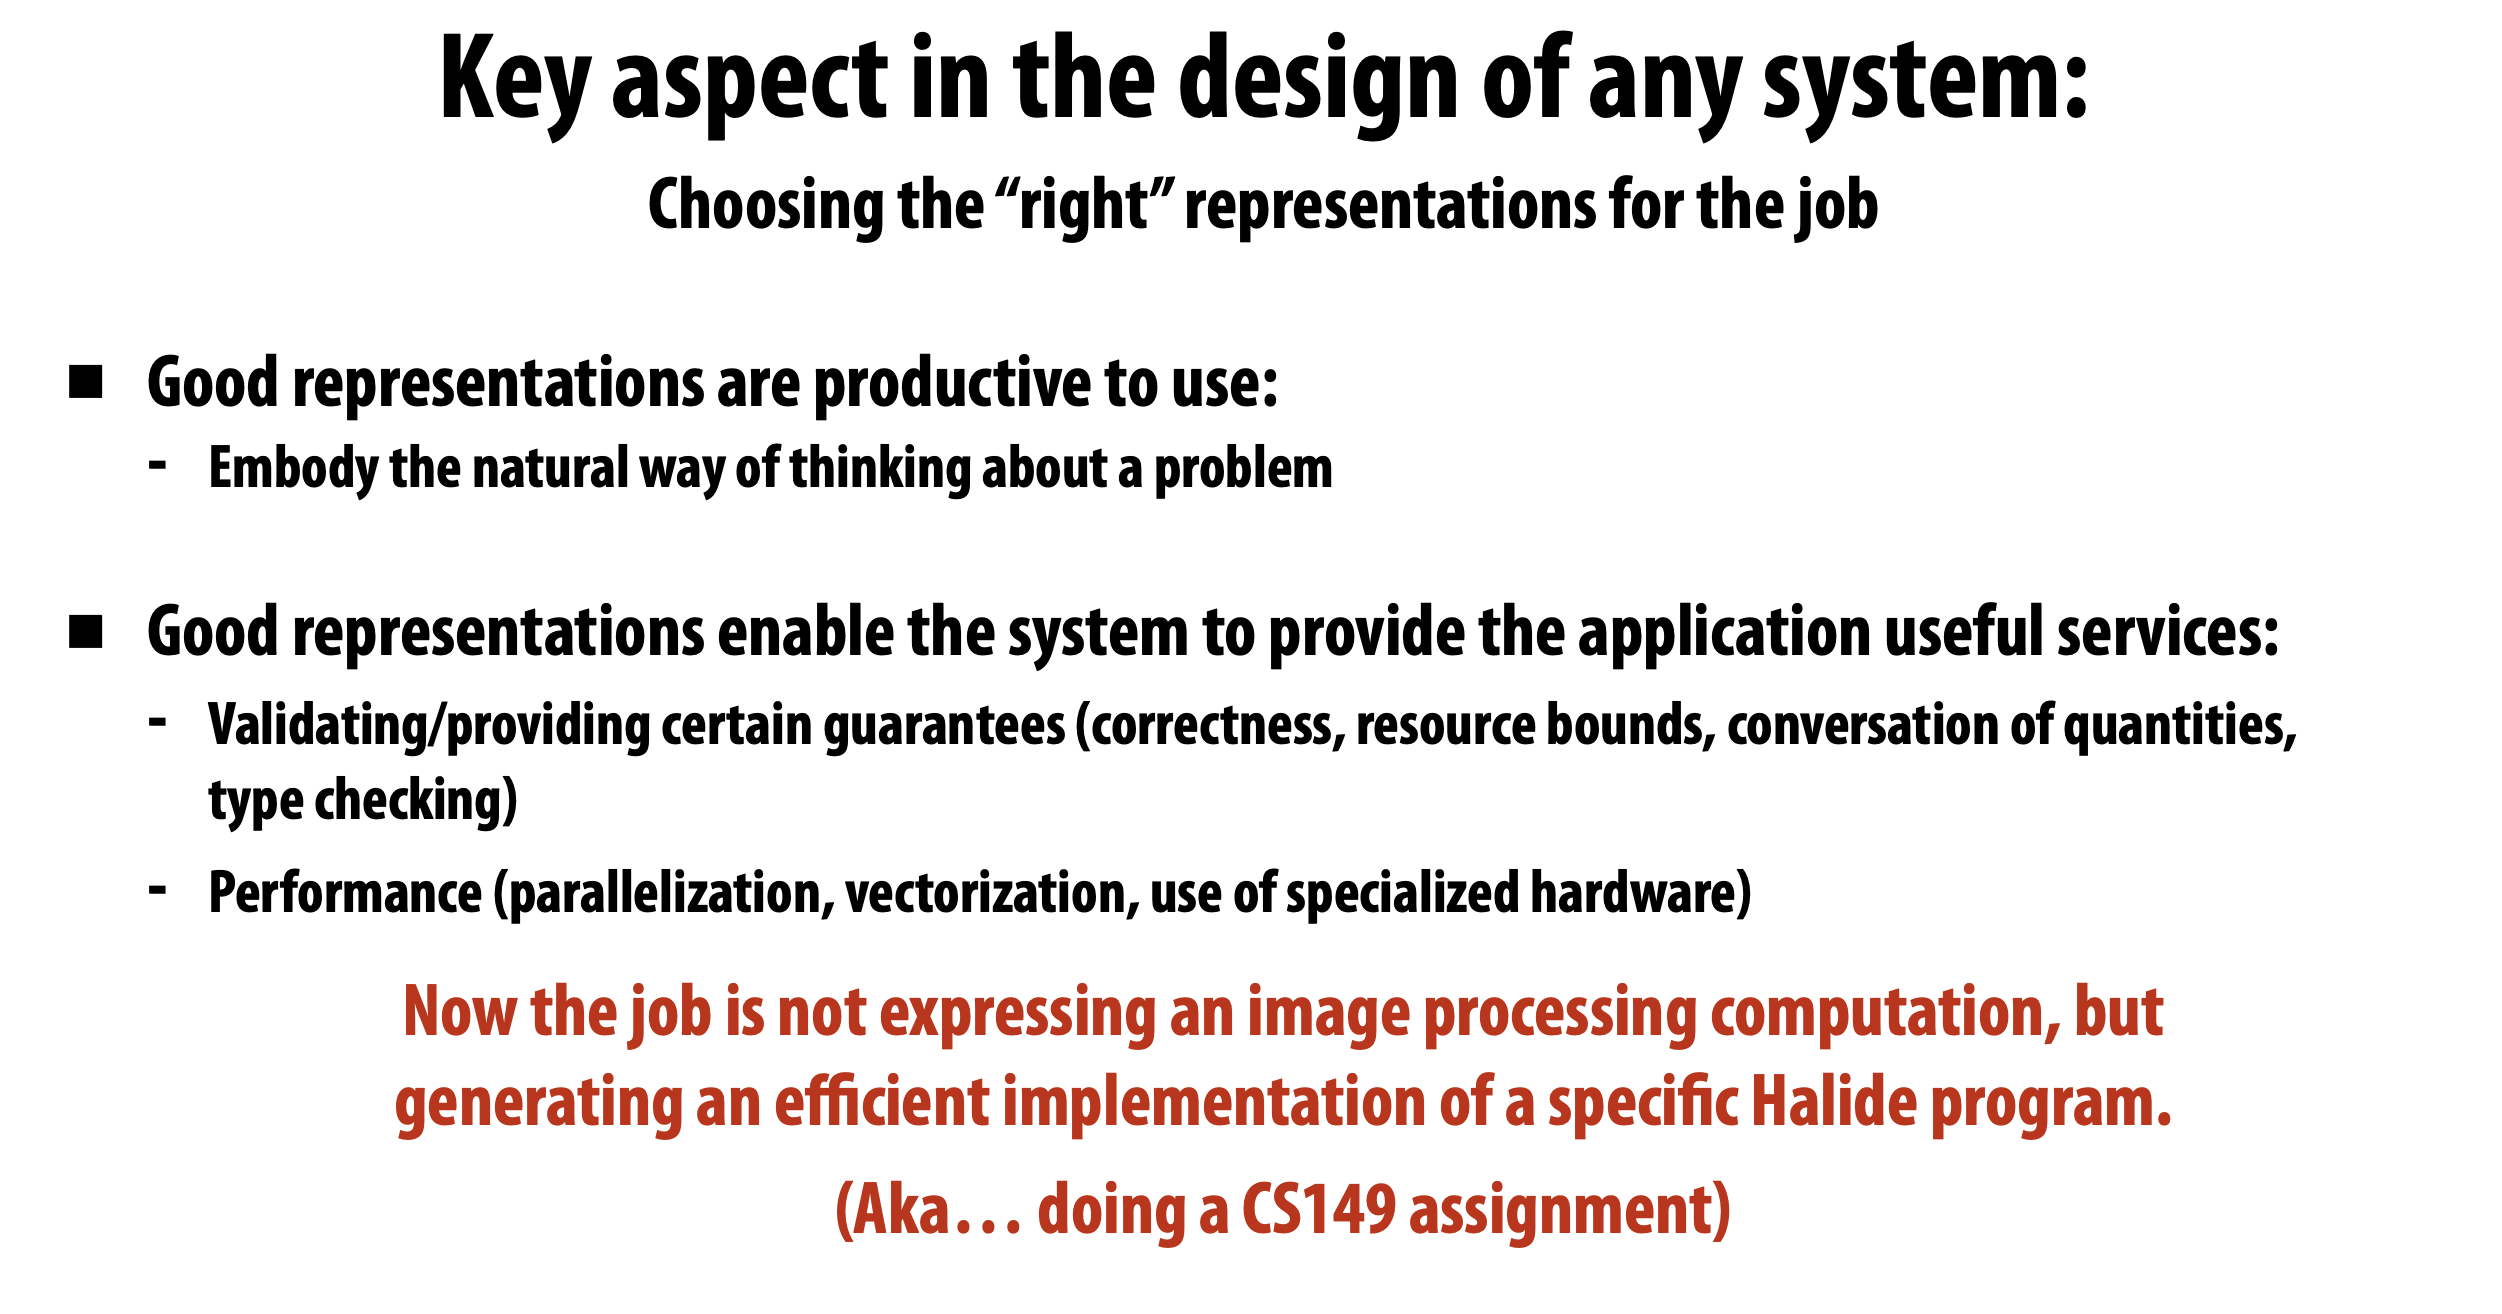 Key aspect in the design of any system:
Choosing the “right” representations for the job
■ Good representations are productive to use:
- Embody the natural way of thinking about a problem
■ Good representations enable the system to provide the application useful services:
- Validating/providing certain guarantees (correctness, resource bounds, conversation of quantities,
type checking)
- Performance (parallelization, vectorization, use of specialized hardware)
Now the job is not expressing an image processing computation, but
generating an efficient implementation of a specific Halide program.
(Aka… doing a CS149 assignment)